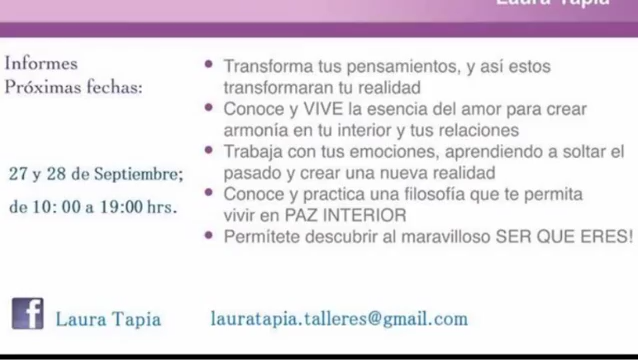 Laura Tapia
Informes
Próximas fechas:
27 y 28 de Septiembre;
de 10: 00 a 19:00 hrs.
• Transforma tus pensamientos, y así estos
transformaran tu realidad
• Conoce y VIVE la esencia del amor para crear
armonía en tu interior y tus relaciones
• Trabaja con tus emociones, aprendiendo a soltar el
pasado y crear una nueva realidad
• Conoce y practica una filosofía que te permita
vivir en PAZ INTERIOR
• Permítete descubrir al maravilloso SER QUE ERES!
f Laura Tapia
lauratapia.talleres@gmail.com